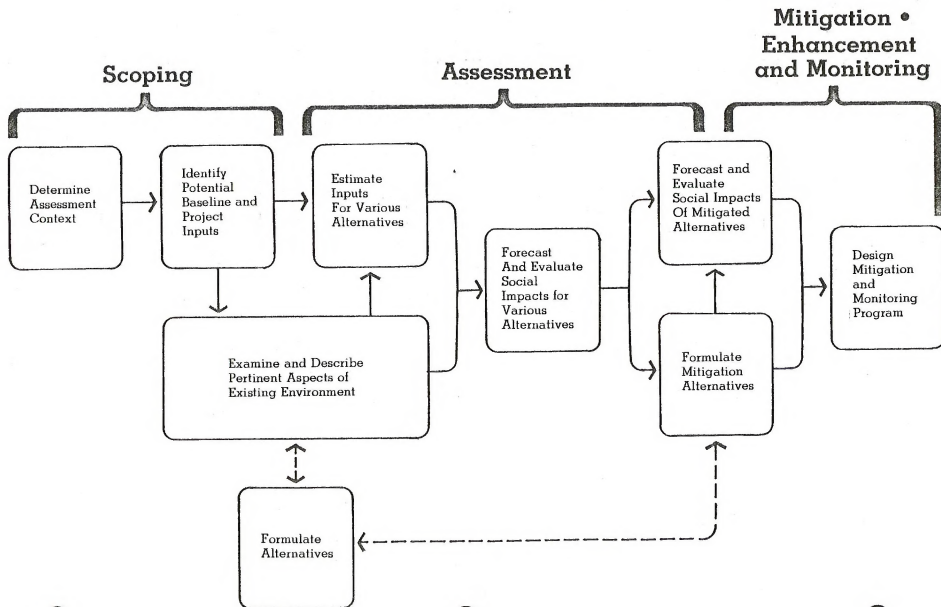 Scoping
Assessment
Mitigation •
Enhancement
and Monitoring
Determine
Assessment
Context
Identify
Potential
Baseline and
Project
Inputs
Estimate
Inputs
For Various
Alternatives
Forecast
And Evaluate
Social
Impacts for
Various
Alternatives
Forecast and
Evaluate
Social Impacts
Of Mitigated
Alternatives
Design
Mitigation
and
Monitoring
Program
Examine and Describe
Pertinent Aspects of
Existing Environment
Formulate
Mitigation
Alternatives
Formulate
Alternatives